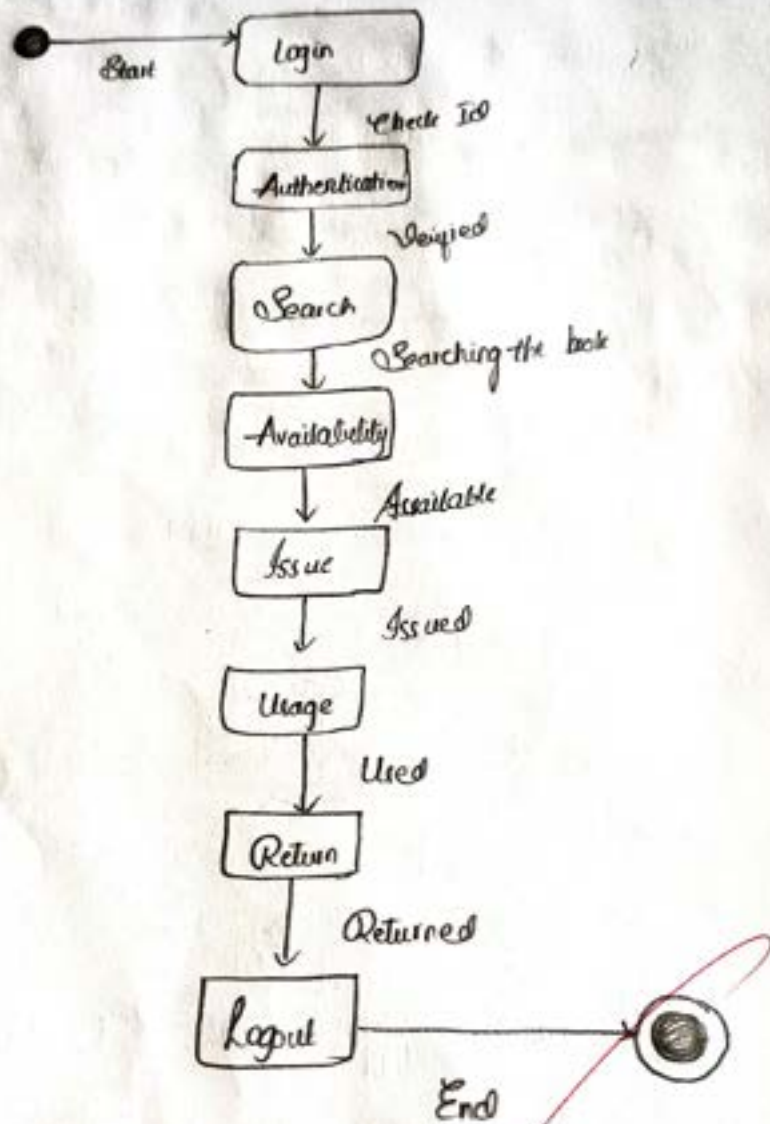 Login
Start
Check Id
Authentication
Veified
Search
Searching the book
Availability
Available
Issue
Issued
Usage
Used
Return
Returned
Logout
End